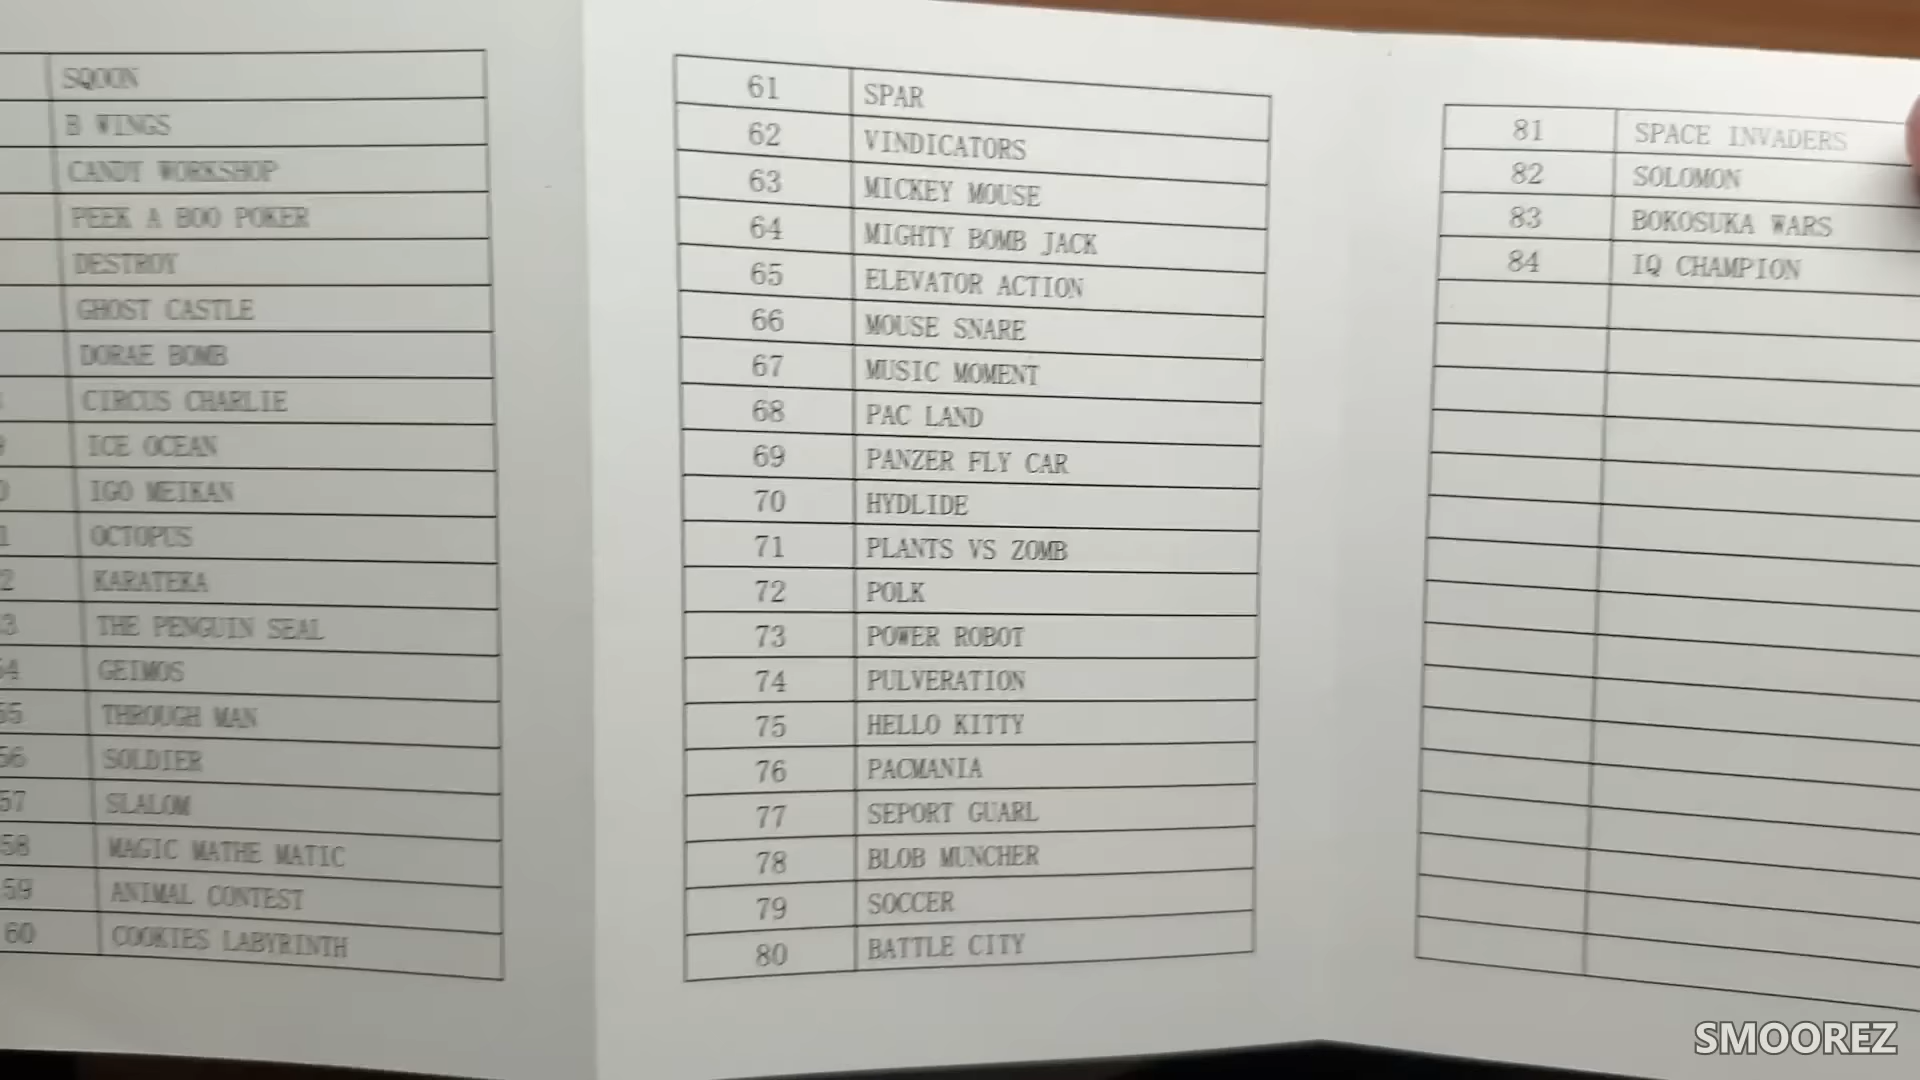 SQOON
B WINGS
CANDY WORKSHOP
PEEK A BOO POKER
DESTROY
GHOST CASTLE
DORAE BOMB
CIRCUS CHARLIE
9 ICE OCEAN
0 IGO MEIKAN
1 OCTOPUS
2 KARATEKA
3 THE PENGUIN SEAL
54 GEIMOS
55 THROUGH MAN
56 SOLDIER
57 SLALOM
58 MAGIC MATHE MATIC
59 ANIMAL CONTEST
60 COOKIES LABYRINTH
61 SPAR
62 VINDICATORS
63 MICKEY MOUSE
64 MIGHTY BOMB JACK
65 ELEVATOR ACTION
66 MOUSE SNARE
67 MUSIC MOMENT
68 PAC LAND
69 PANZER FLY CAR
70 HYDLIDE
71 PLANTS VS ZOMB
72 POLK
73 POWER ROBOT
74 PULVERATION
75 HELLO KITTY
76 PACMANIA
77 SEPORT GUARL
78 BLOB MUNCHER
79 SOCCER
80 BATTLE CITY
81 SPACE INVADERS
82 SOLOMON
83 BOKOSUKA WARS
84 IQ CHAMPION
SMOOREZ